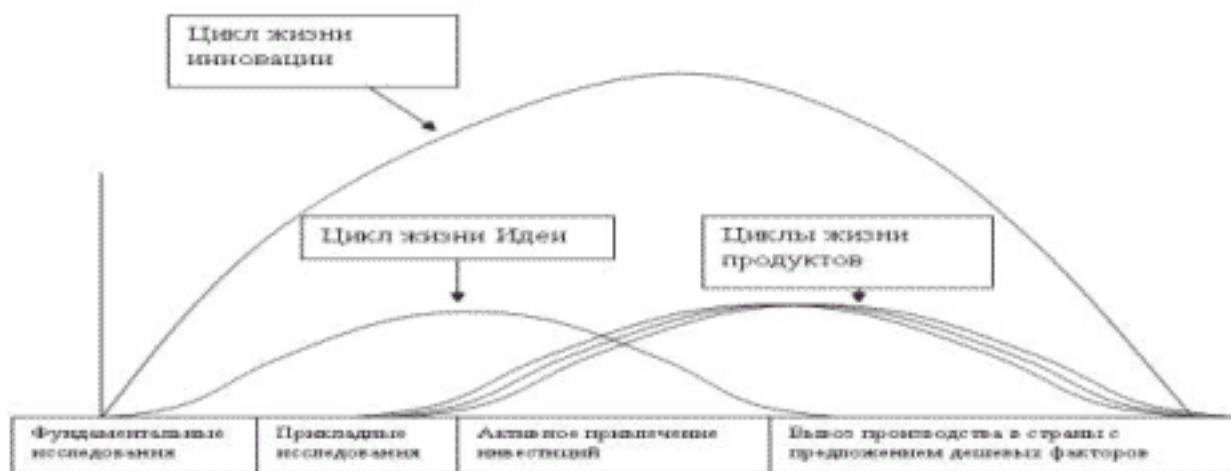 Цикл жизни
инновации
Цикл жизни Идеи
Циклы жизни
продуктов
Фундаментальные
исследования
Прикладные
исследования
Активное привлечение
инвестиций
Вывоз производства в страны с
предложением дешевых факторов